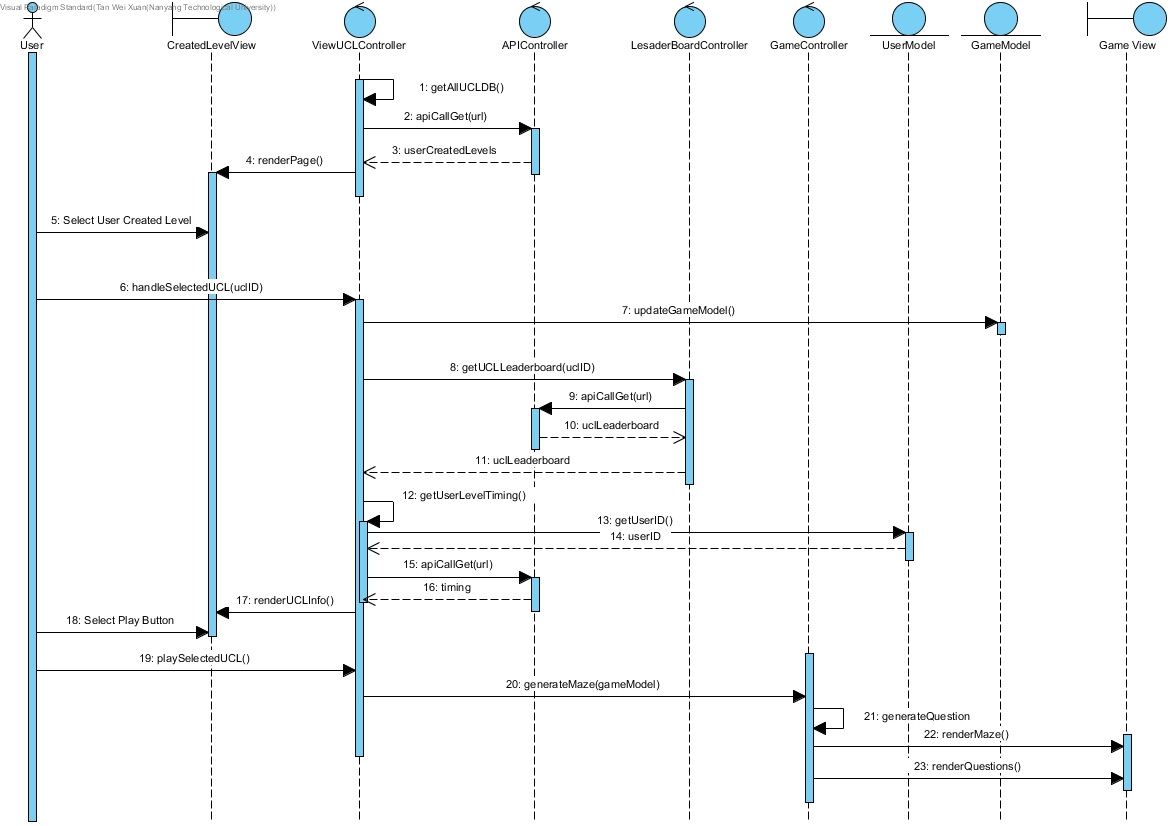 Visual Paradigm Standard(Tan Wei Xuan(Nanyang Technological University))
User
CreatedLevelView
ViewUCLController
APIController
LesaderBoardController
GameController
UserModel
GameModel
Game View
1: getAllUCLDB()
2: apiCallGet(url)
3: userCreatedLevels
4: renderPage()
5: Select User Created Level
6: handleSelectedUCL(uclID)
7: updateGameModel()
8: getUCLLeaderboard(uclID)
9: apiCallGet(url)
10: uclLeaderboard
11: uclLeaderboard
12: getUserLevelTiming()
13: getUserID()
14: userID
15: apiCallGet(url)
16: timing
17: renderUCLInfo()
18: Select Play Button
19: playSelectedUCL()
20: generateMaze(gameModel)
21: generateQuestion
22: renderMaze()
23: renderQuestions()